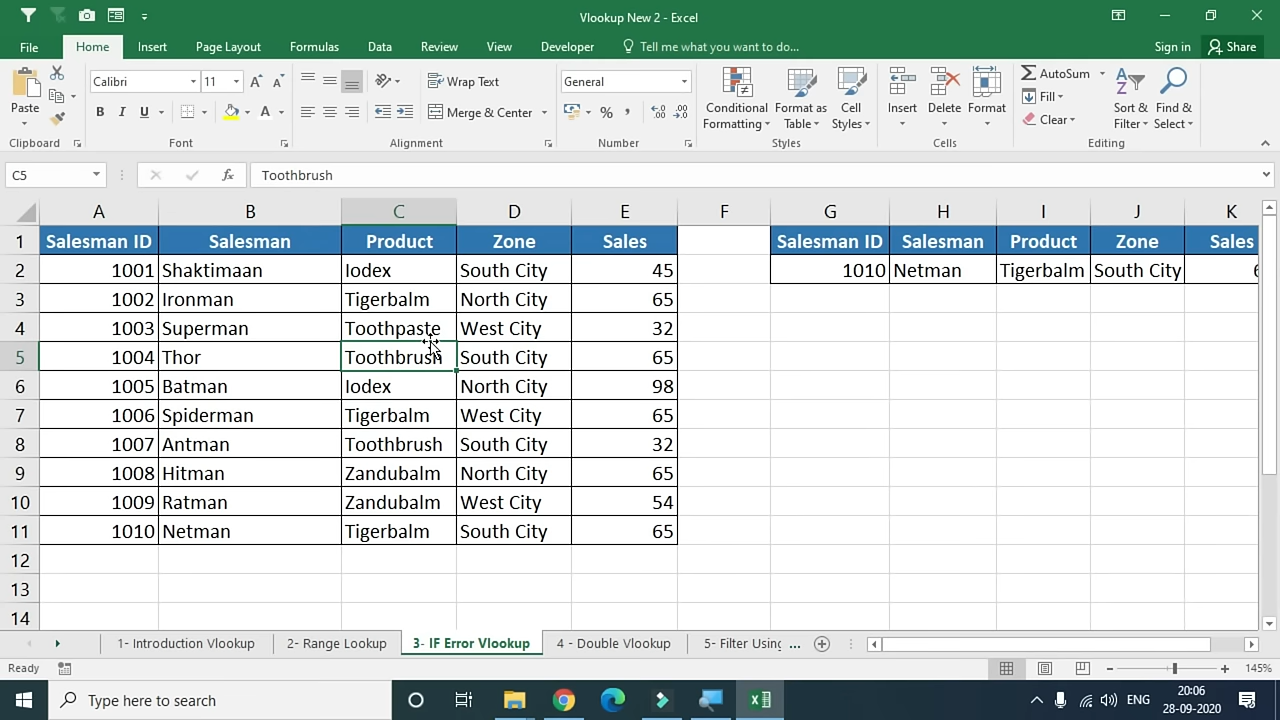 Vlookup New 2 - Excel
File Home Insert Page Layout Formulas Data Review View Developer Tell me what you want to do... Sign in Share
Paste
Clipboard
Calibri 11
B I U
Font
Wrap Text
Merge & Center
Alignment
General
Number
Conditional Formatting
Format as Table
Cell Styles
Styles
Insert Delete Format
Cells
AutoSum
Fill
Clear
Sort & Filter
Find & Select
Editing
C5 fx Toothbrush
A B C D E F G H I J K
1 Salesman ID Salesman Product Zone Sales Salesman ID Salesman Product Zone Sales
2 1001 Shaktimaan Iodex South City 45 1010 Netman Tigerbalm South City
3 1002 Ironman Tigerbalm North City 65
4 1003 Superman Toothpaste West City 32
5 1004 Thor Toothbrush South City 65
6 1005 Batman Iodex North City 98
7 1006 Spiderman Tigerbalm West City 65
8 1007 Antman Toothbrush South City 32
9 1008 Hitman Zandubalm North City 65
10 1009 Ratman Zandubalm West City 54
11 1010 Netman Tigerbalm South City 65
12
13
14
1- Introduction Vlookup 2- Range Lookup 3- IF Error Vlookup 4 - Double Vlookup 5- Filter Using ...
Ready 145%
Type here to search ENG 20:06
28-09-2020